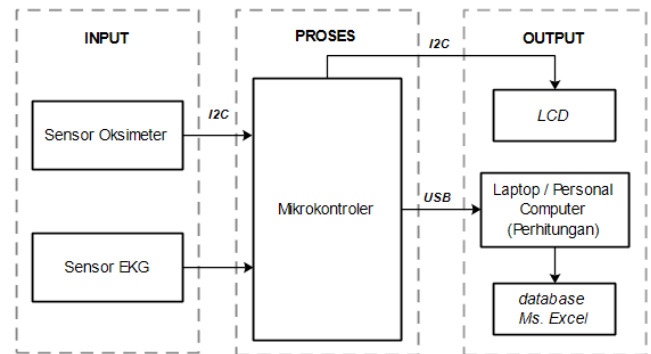 INPUT
Sensor Oksimeter
Sensor EKG
I2C
PROSES
Mikrokontroler
I2C
USB
OUTPUT
LCD
Laptop / Personal
Computer
(Perhitungan)
database
Ms. Excel